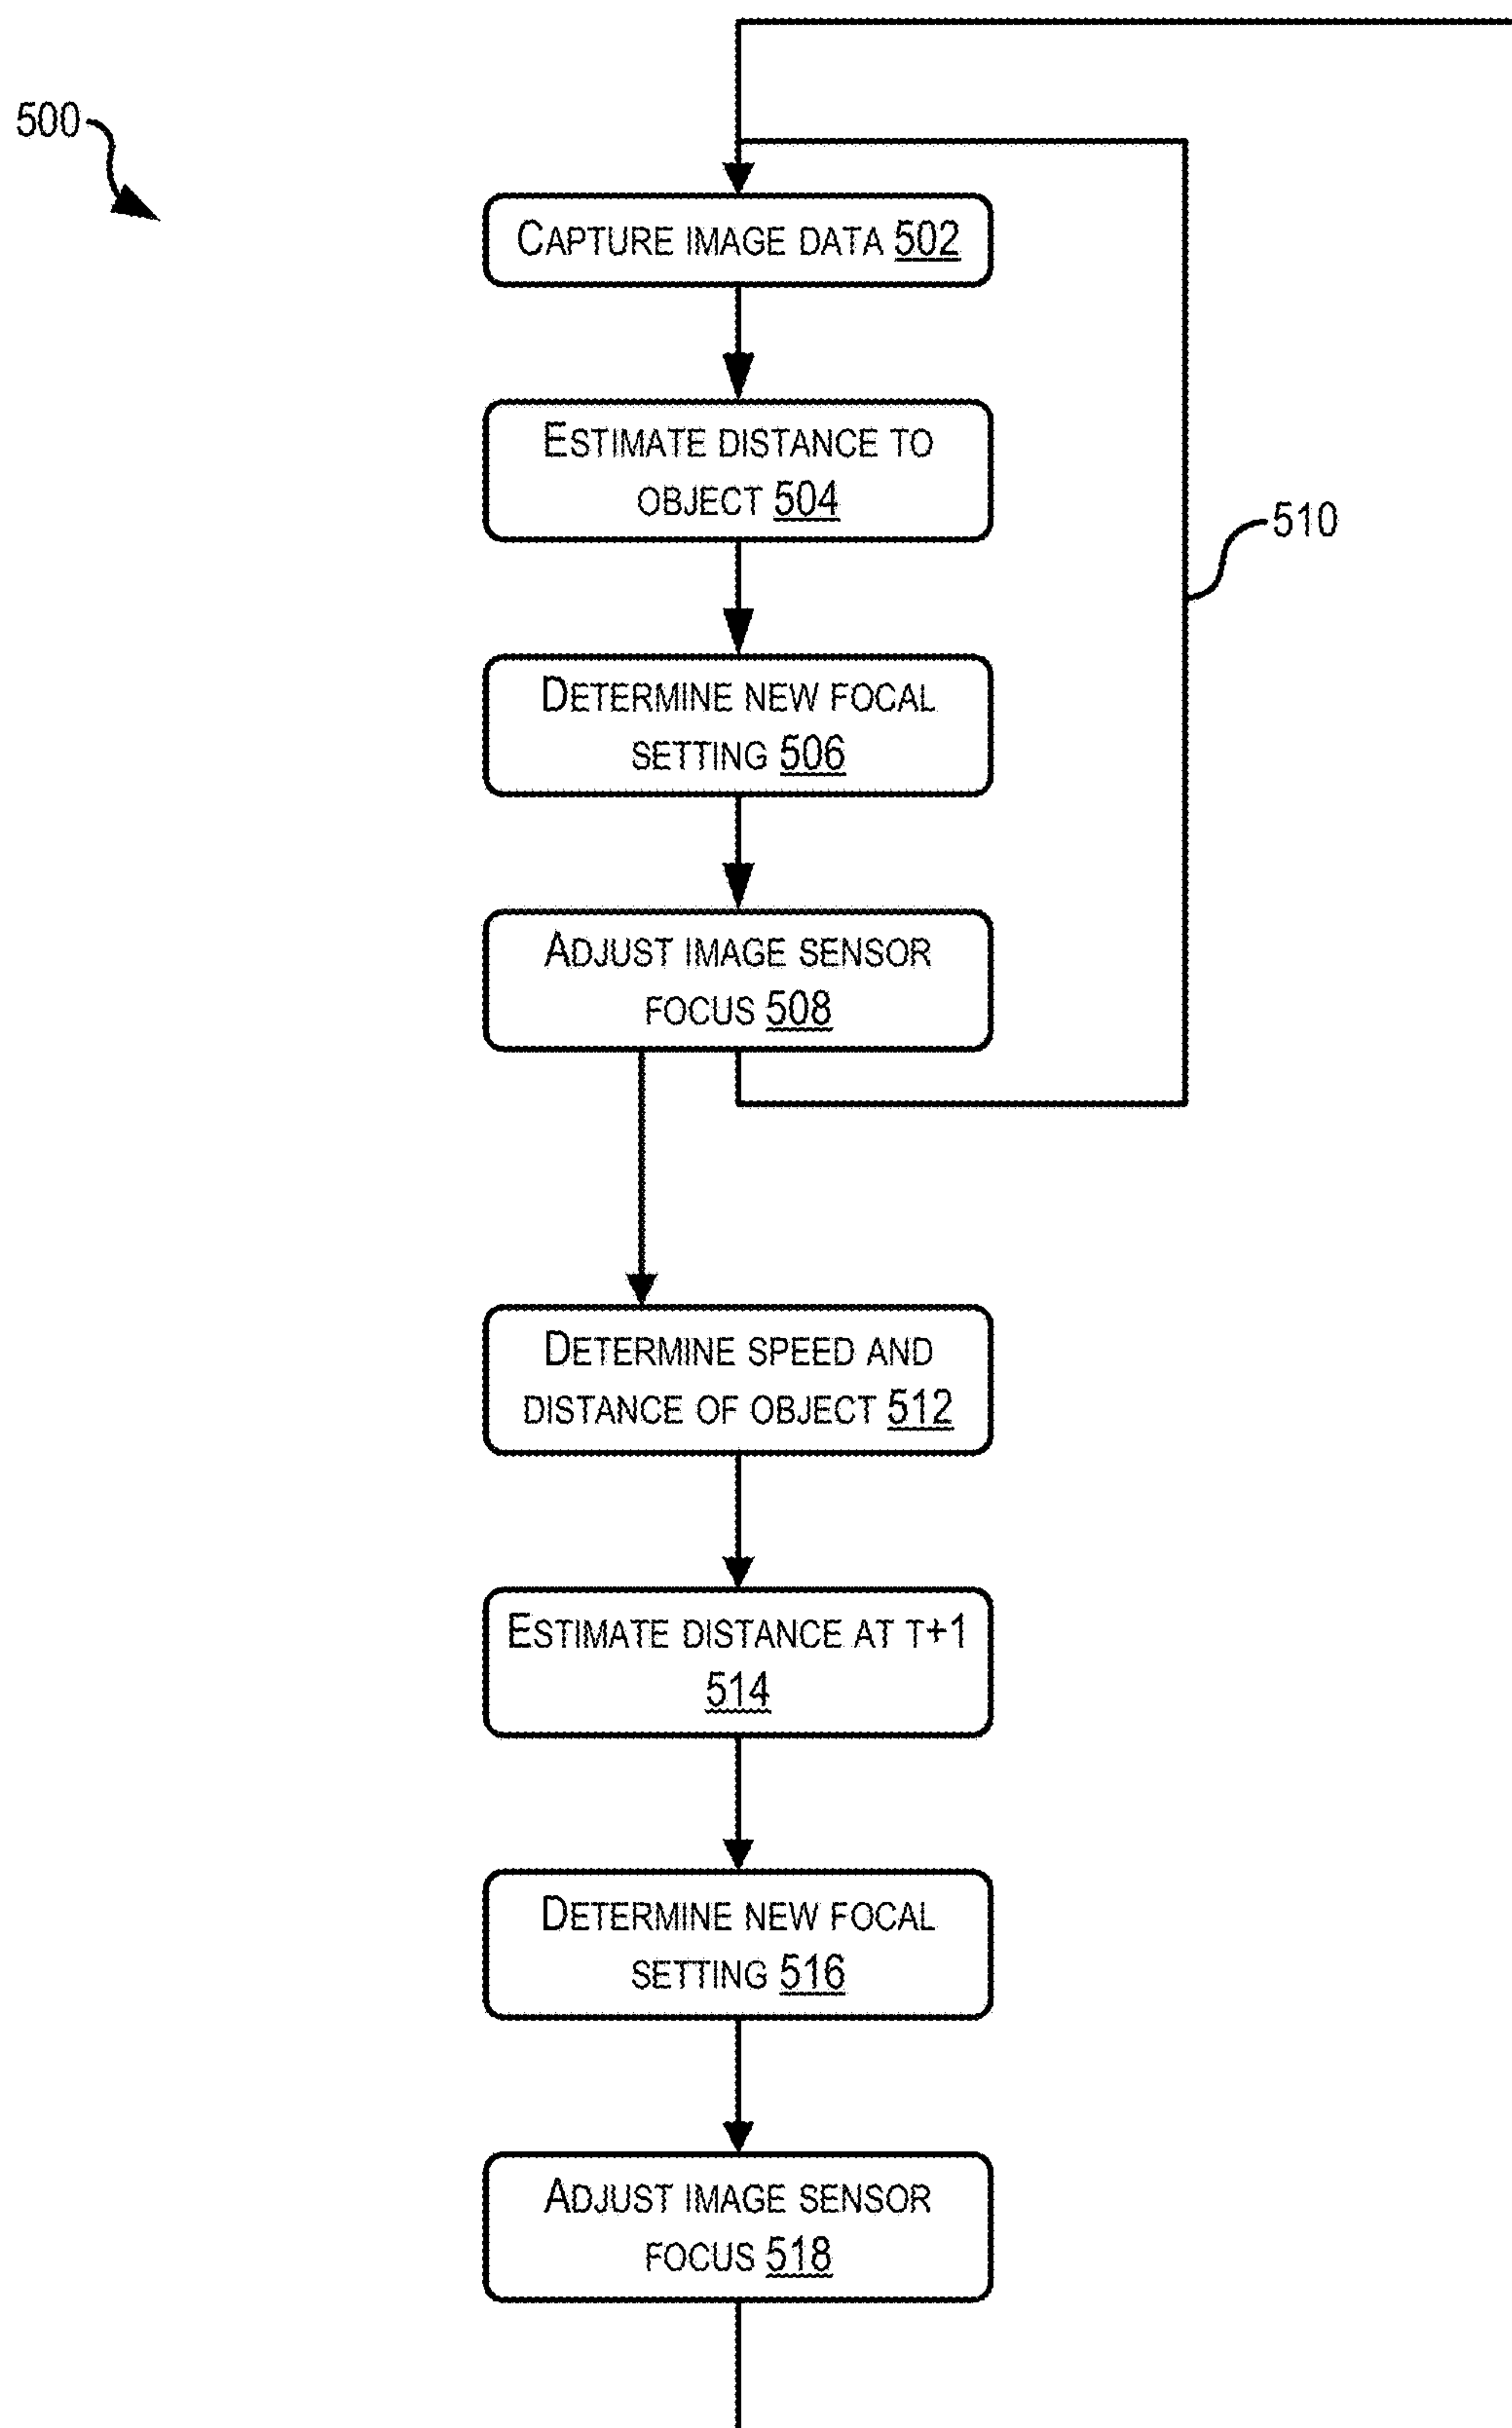 500
CAPTURE IMAGE DATA 502
ESTIMATE DISTANCE TO
OBJECT 504
510
DETERMINE NEW FOCAL
SETTING 506
ADJUST IMAGE SENSOR
FOCUS 508
DETERMINE SPEED AND
DISTANCE OF OBJECT 512
ESTIMATE DISTANCE AT T+1
514
DETERMINE NEW FOCAL
SETTING 516
ADJUST IMAGE SENSOR
FOCUS 518